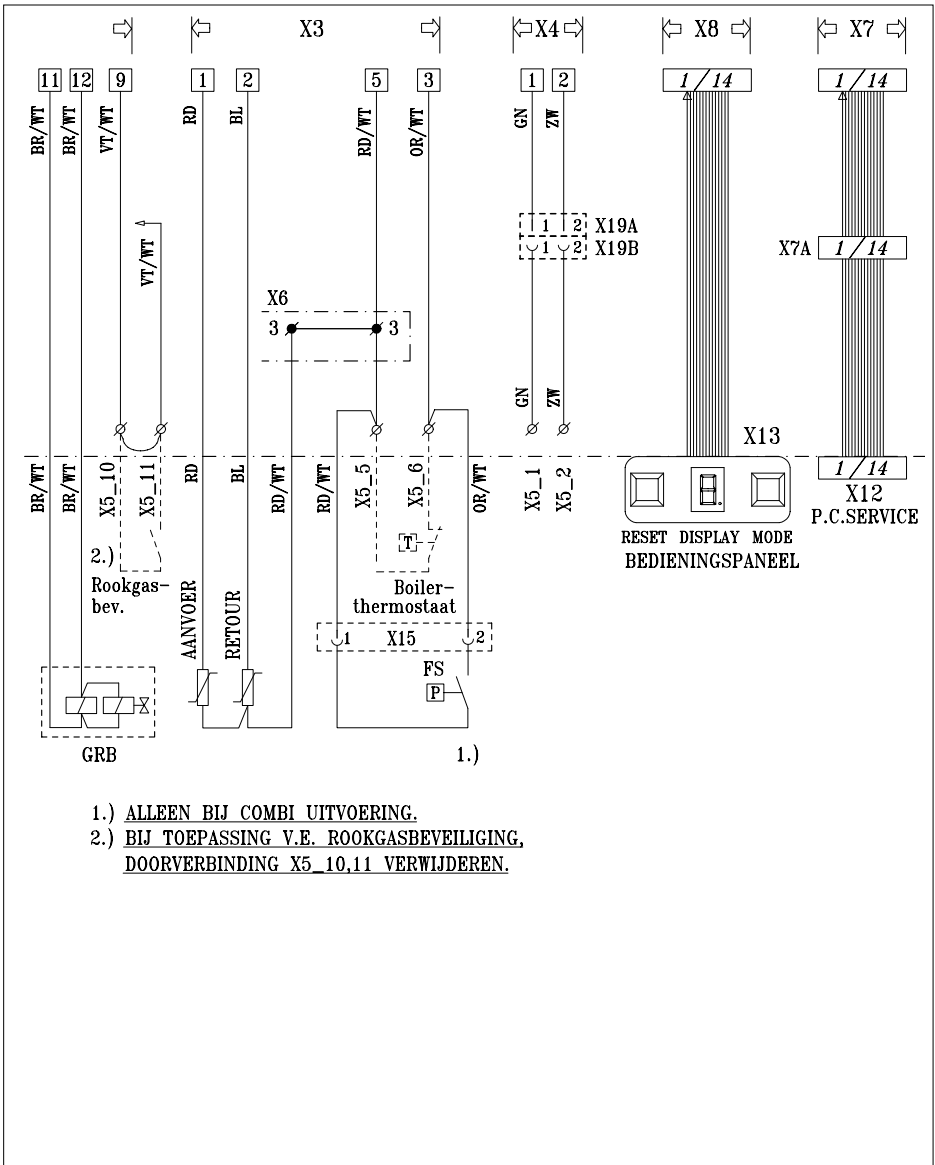 X3 X4 X8 X7
11 12 9 1 2 5 3 1 2 1/14 1/14
BR/WT BR/WT VT/WT RD BL RD/WT OR/WT GN ZW
VT/WT
1 2 X19A
1 2 X19B
X7A 1/14
X6
3 3
GN ZW
X13
BR/WT BR/WT X5_10 X5_11 RD BL RD/WT RD/WT X5_5 X5_6 OR/WT X5_1 X5_2
8.
1/14
X12
P.C.SERVICE
RESET DISPLAY MODE
BEDIENINGSPANEEL
T
2.)
Rookgas-
bev.
Boiler-
thermostaat
AANVOER RETOUR
1 X15 2
FS
P
GRB
1.)
1.) ALLEEN BIJ COMBI UITVOERING.
2.) BIJ TOEPASSING V.E. ROOKGASBEVEILIGING,
DOORVERBINDING X5_10,11 VERWIJDEREN.